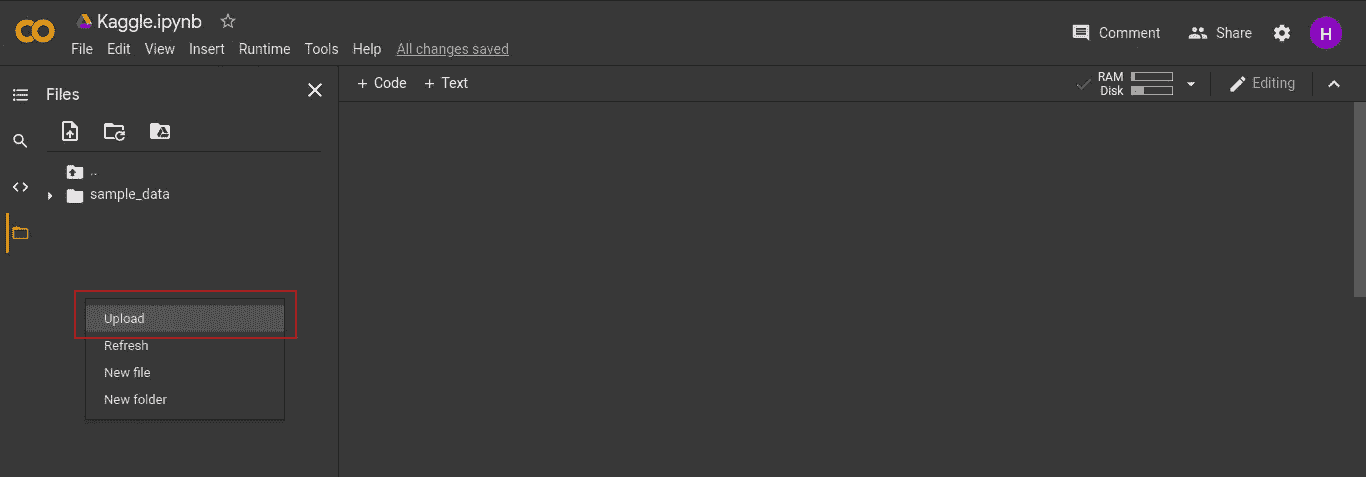 Kaggle.ipynb
File Edit View Insert Runtime Tools Help All changes saved
Comment Share H
Files
+ Code + Text
RAM
Disk
Editing
..
sample_data
Upload
Refresh
New file
New folder